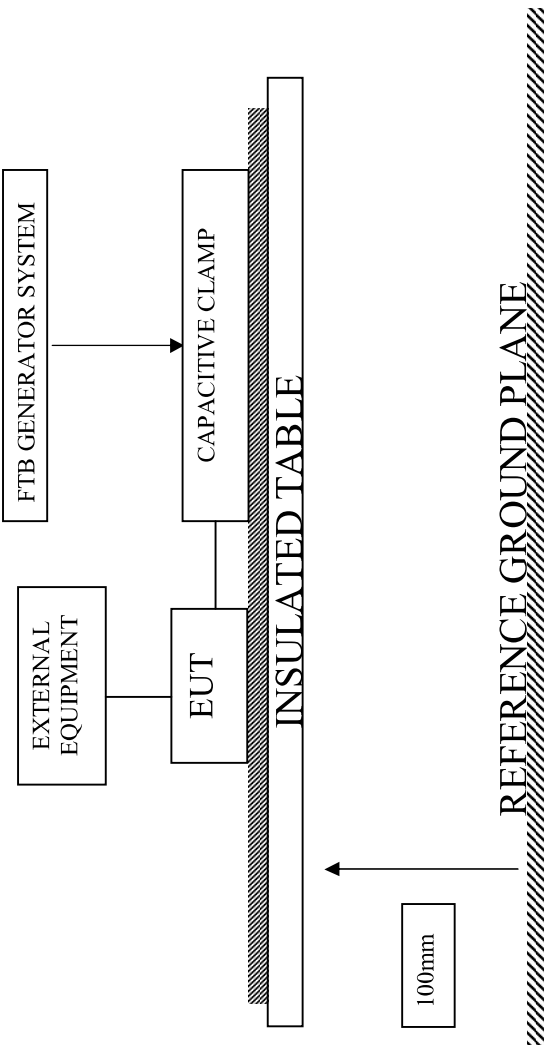 FTB GENERATOR SYSTEM
CAPACITIVE CLAMP
EXTERNAL
EQUIPMENT
EUT
INSULATED TABLE
100mm
REFERENCE GROUND PLANE